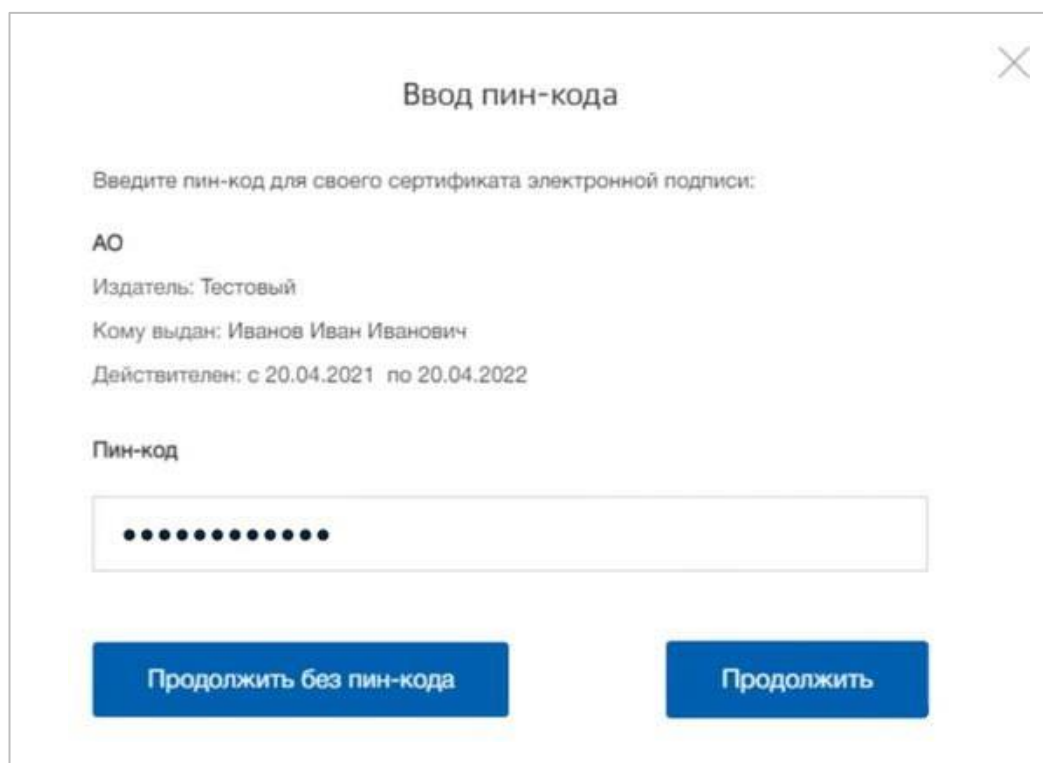 Ввод пин-кода
Введите пин-код для своего сертификата электронной подписи:
АО
Издатель: Тестовый
Кому выдан: Иванов Иван Иванович
Действителен: с 20.04.2021 по 20.04.2022
Пин-код
••••••••••••
Продолжить без пин-кода
Продолжить